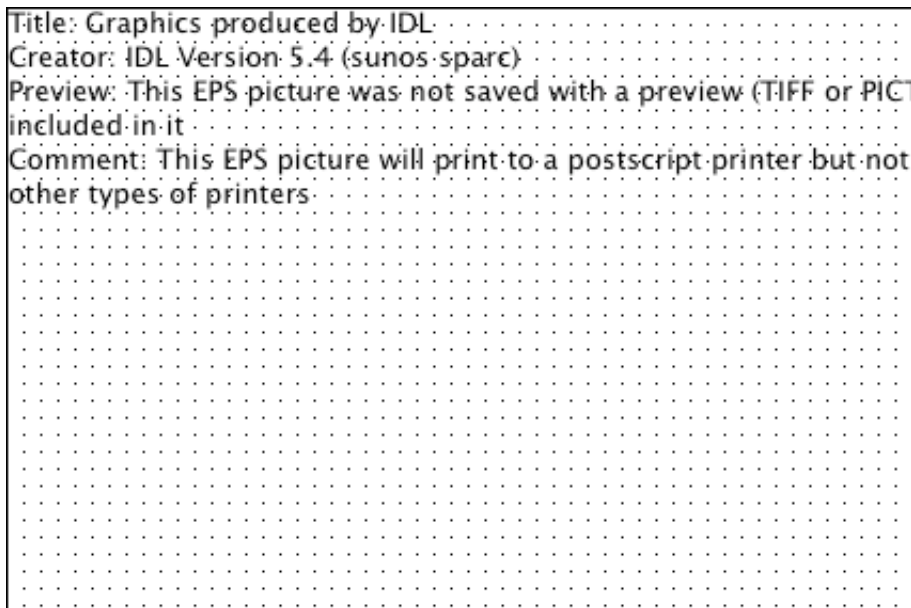 Title: Graphics produced by IDL
Creator: IDL Version 5.4 (sunos sparc)
Preview: This EPS picture was not saved with a preview (TIFF or PICT
included in it
Comment: This EPS picture will print to a postscript printer but not
other types of printers